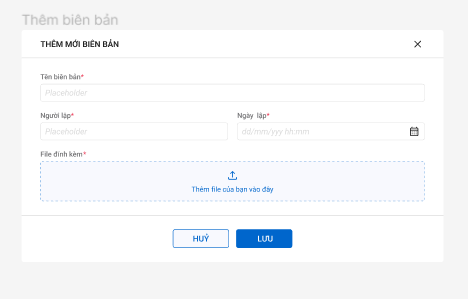 Thêm biên bản
THÊM MỚI BIÊN BẢN
Tên biên bản*
Placeholder
Người lập* Ngày lập*
Placeholder dd/mm/yyy hh:mm
File đính kèm*
Thêm file của bạn vào đây
HUỶ LƯU